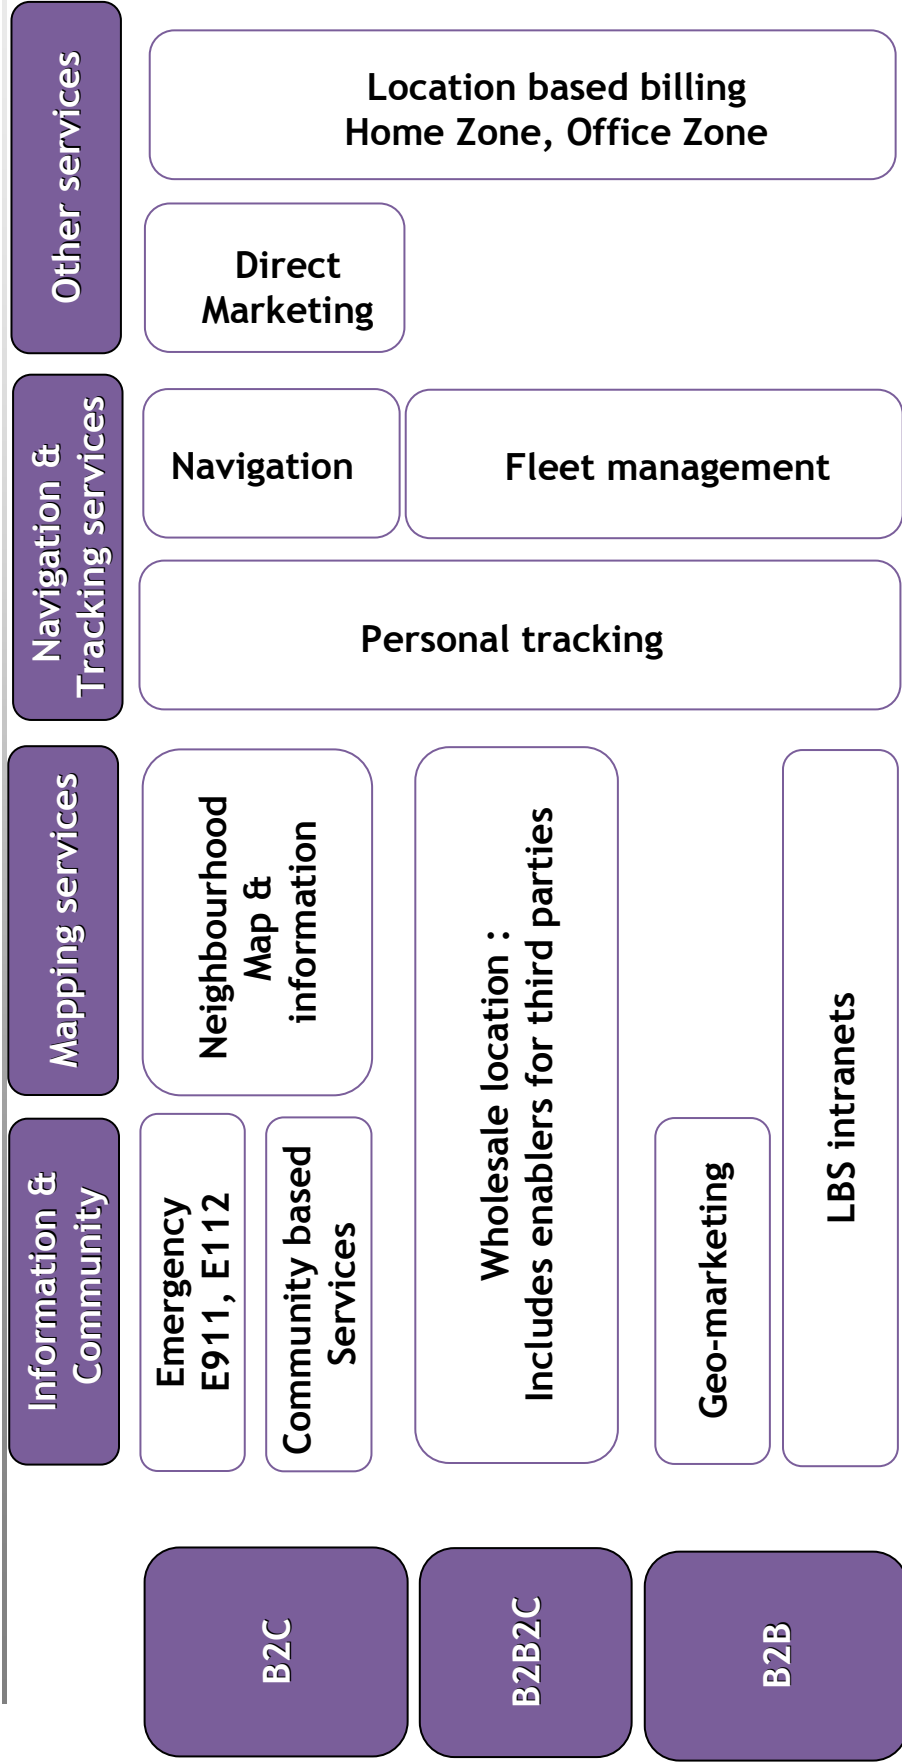 Information &
Community
Mapping services
Navigation &
Tracking services
Other services
B2C
Emergency
E911, E112
Community based
Services
Neighbourhood
Map &
information
Navigation
Direct
Marketing
Personal tracking
Fleet management
Location based billing
Home Zone, Office Zone
B2B2C
Wholesale location :
Includes enablers for third parties
B2B
Geo-marketing
LBS intranets